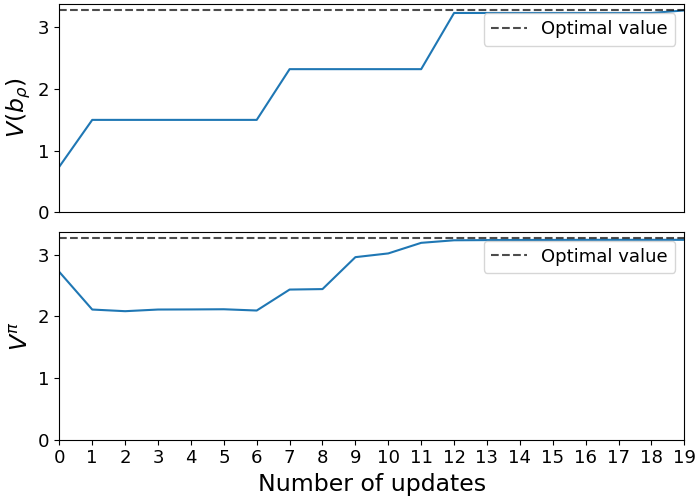 3
2
1
0
V(b_ρ)
Optimal value
3
2
1
0
V^π
Optimal value
0 1 2 3 4 5 6 7 8 9 10 11 12 13 14 15 16 17 18 19
Number of updates